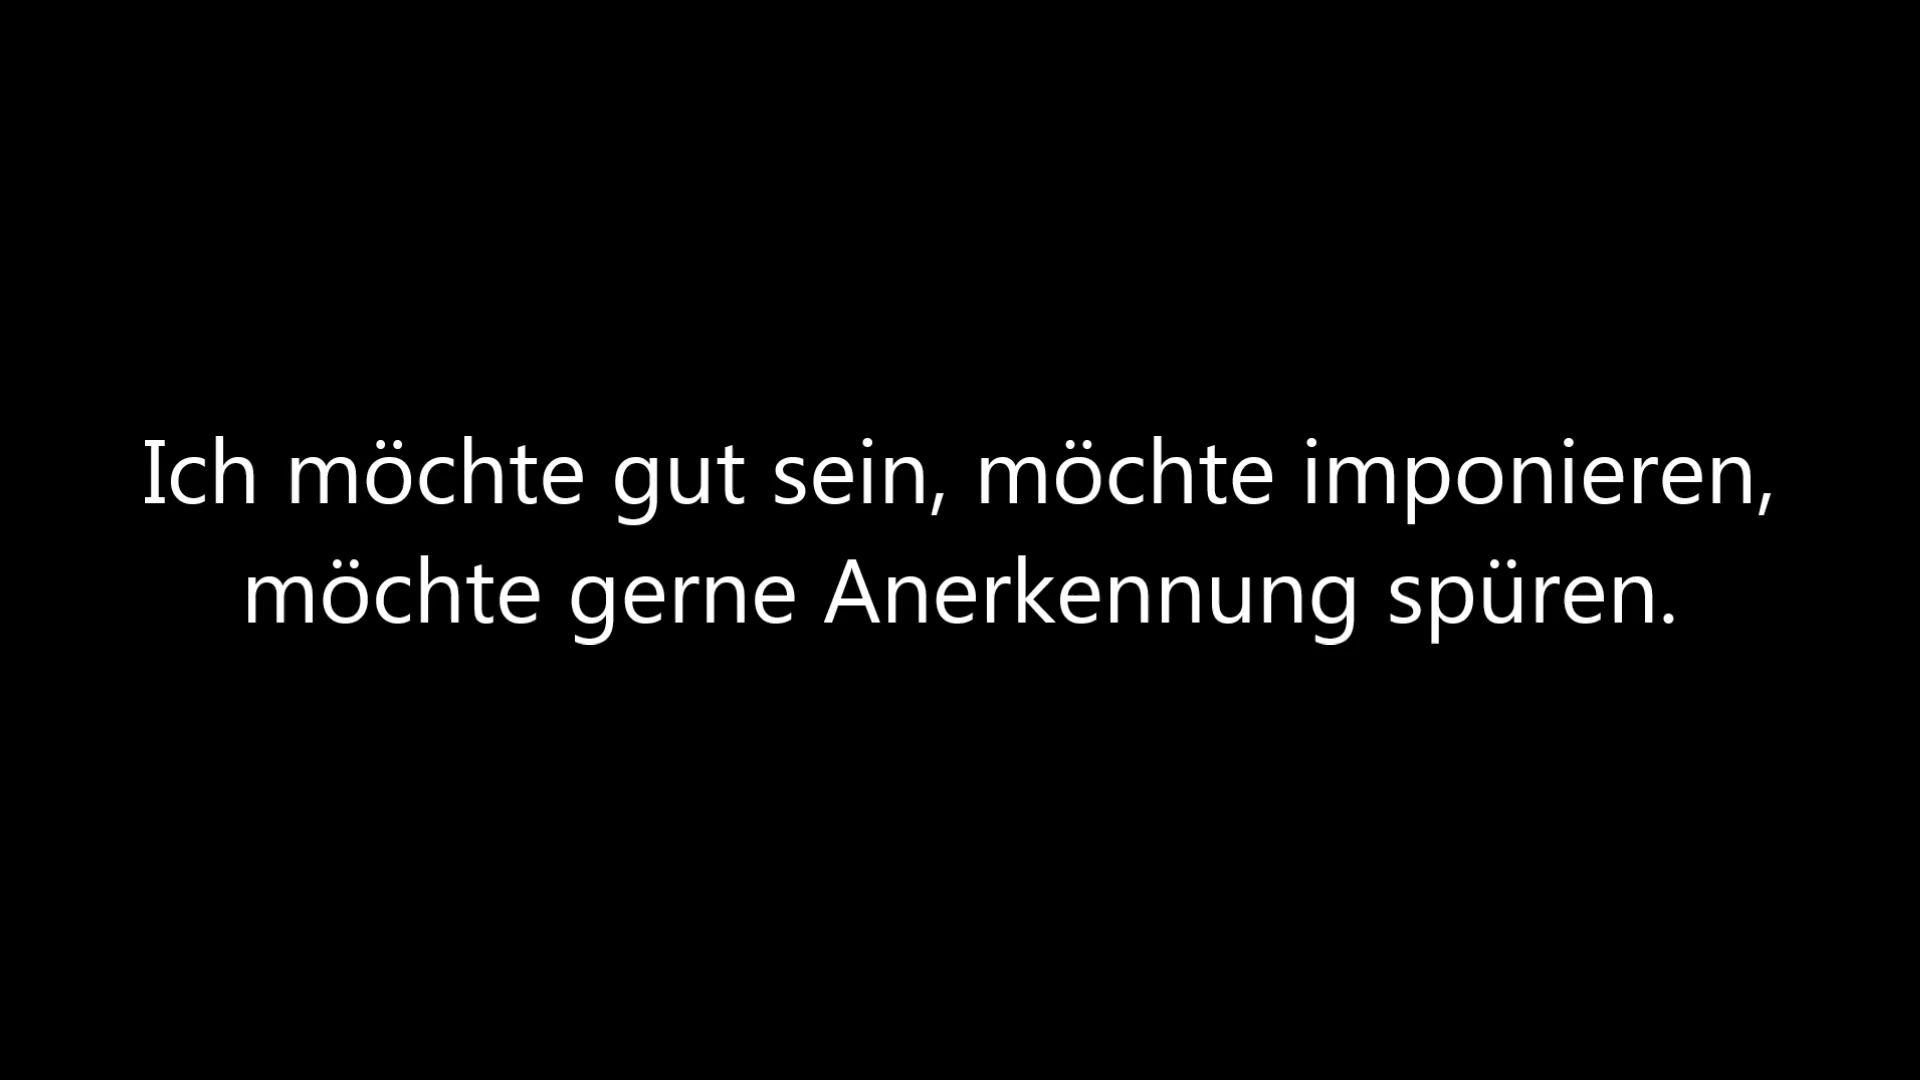 Ich möchte gut sein, möchte imponieren,
möchte gerne Anerkennung spüren.